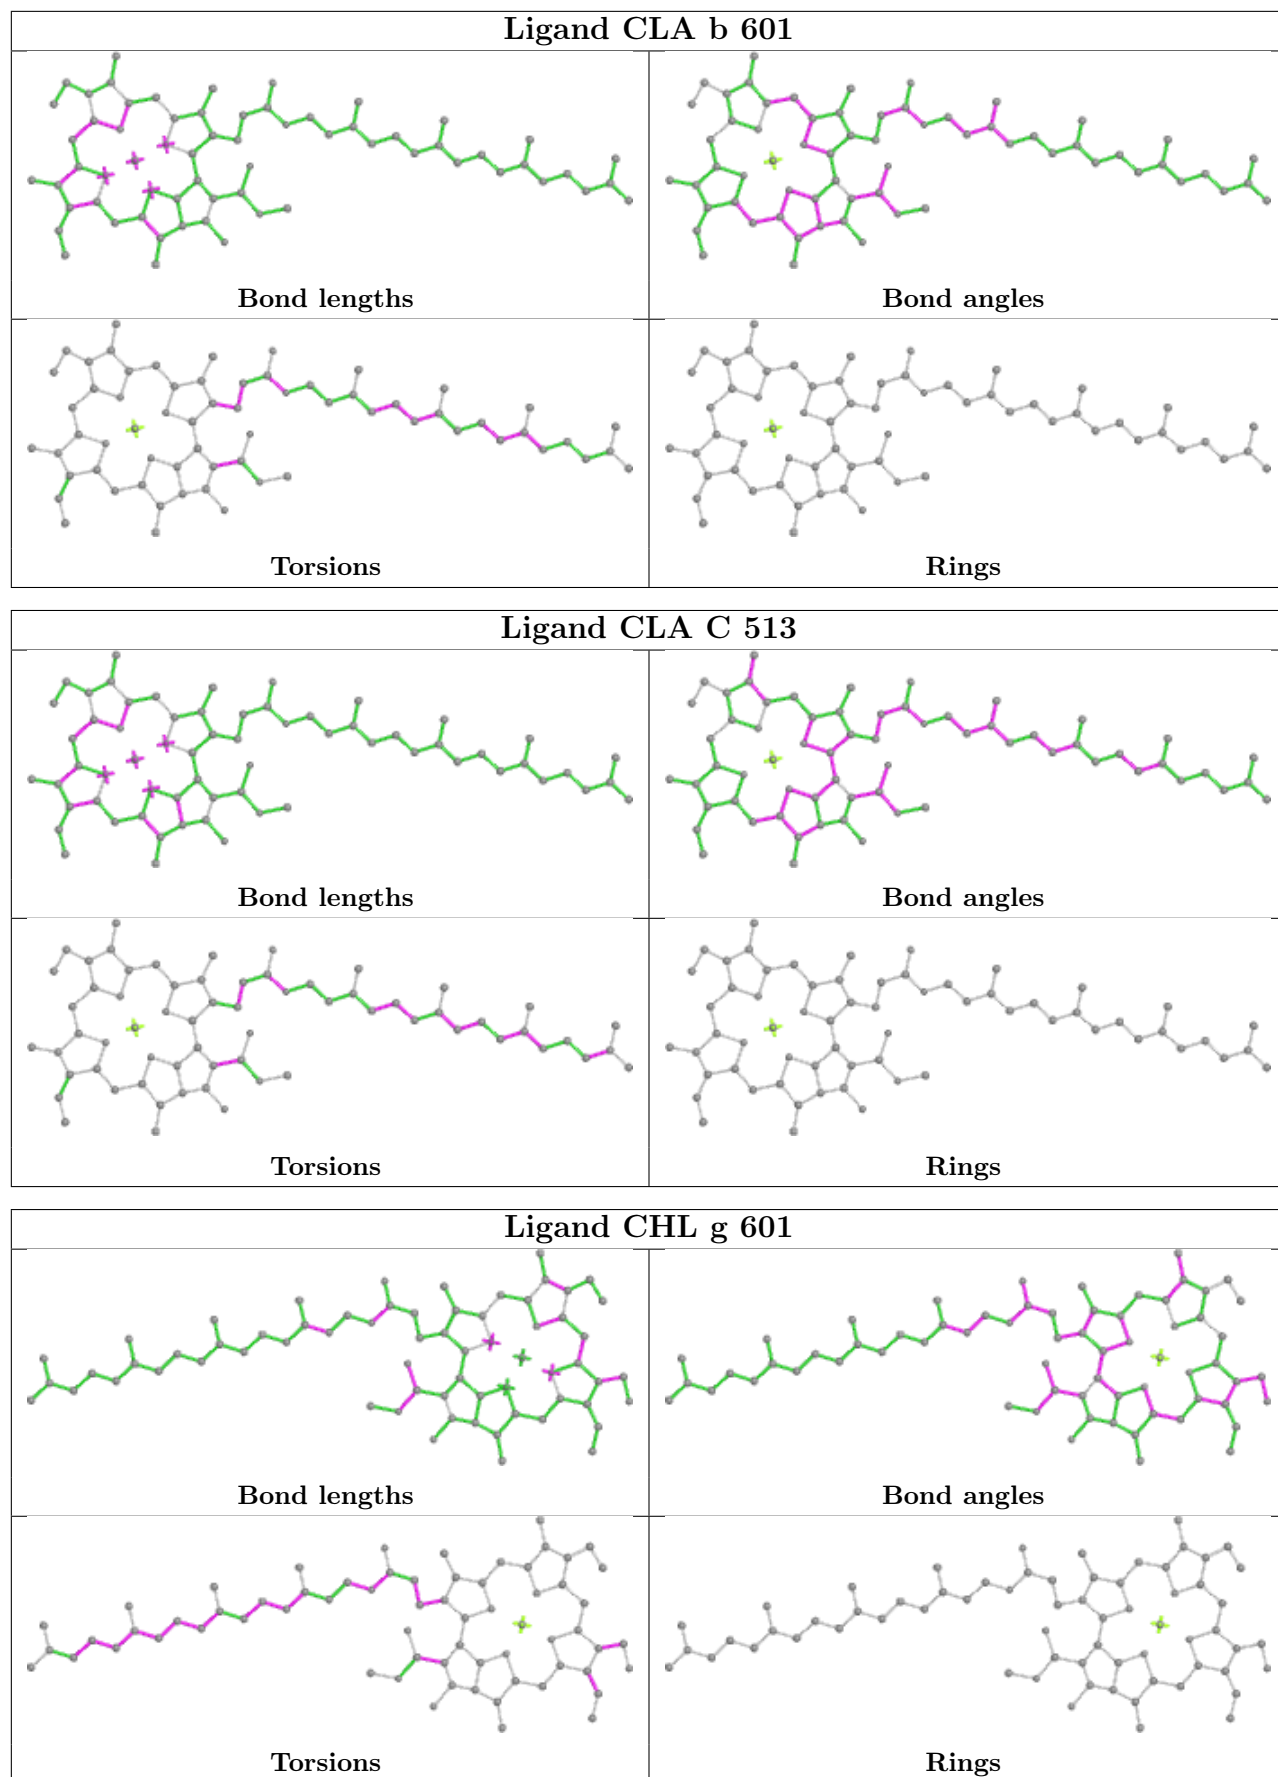 Ligand CLA b 601
Bond lengths
Bond angles
Torsions
Rings
Ligand CLA C 513
Bond lengths
Bond angles
Torsions
Rings
Ligand CHL g 601
Bond lengths
Bond angles
Torsions
Rings